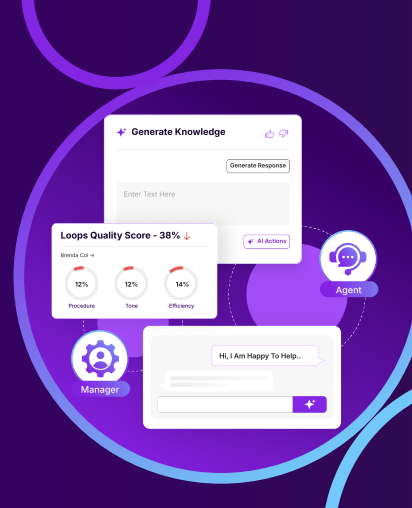 Generate Knowledge
Generate Response
Enter Text Here
Loops Quality Score - 38%
AI Actions
Brenda Col
12%
12%
14%
Procedure
Tone
Efficiency
Agent
Hi, I Am Happy To Help..
Manager